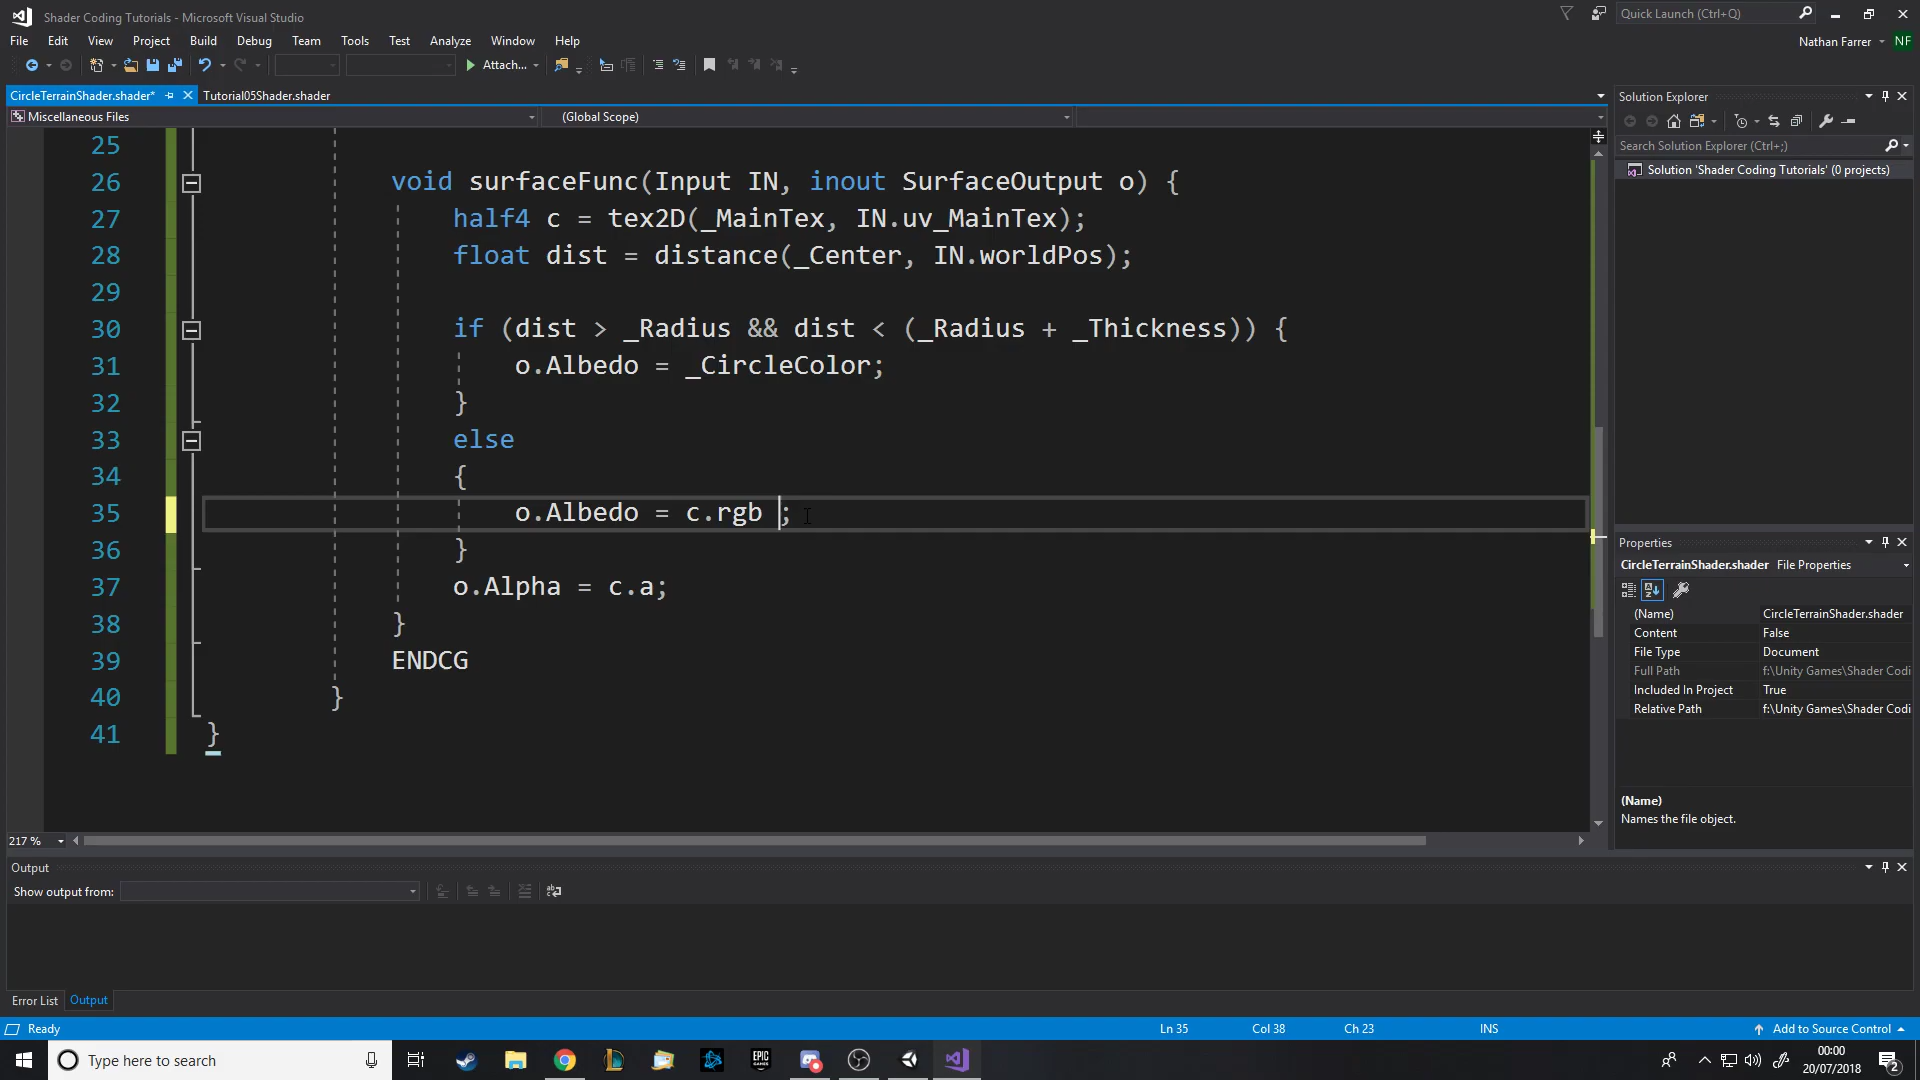 Shader Coding Tutorials - Microsoft Visual Studio
Quick Launch (Ctrl+Q)
File Edit View Project Build Debug Team Tools Test Analyze Window Help
Nathan Farrer NF
Attach...
CircleTerrainShader.shader* Tutorial05Shader.shader
Solution Explorer
Miscellaneous Files (Global Scope)
Search Solution Explorer (Ctrl+;)
Solution 'Shader Coding Tutorials' (0 projects)
25
26 void surfaceFunc(Input IN, inout SurfaceOutput o) {
27 half4 c = tex2D(_MainTex, IN.uv_MainTex);
28 float dist = distance(_Center, IN.worldPos);
29
30 if (dist > _Radius && dist < (_Radius + _Thickness)) {
31 o.Albedo = _CircleColor;
32 }
33 else
34 {
35 o.Albedo = c.rgb ;
36 }
37 o.Alpha = c.a;
38 }
39 ENDCG
40 }
41 }
Properties
CircleTerrainShader.shader File Properties
(Name) CircleTerrainShader.shader
Content False
File Type Document
Full Path f:\Unity Games\Shader Codi
Included In Project True
Relative Path f:\Unity Games\Shader Codi
(Name)
Names the file object.
217 %
Output
Show output from:
Error List Output
Ready Ln 35 Col 38 Ch 23 INS Add to Source Control
Type here to search
EPIC GAMES
00:00
20/07/2018
2